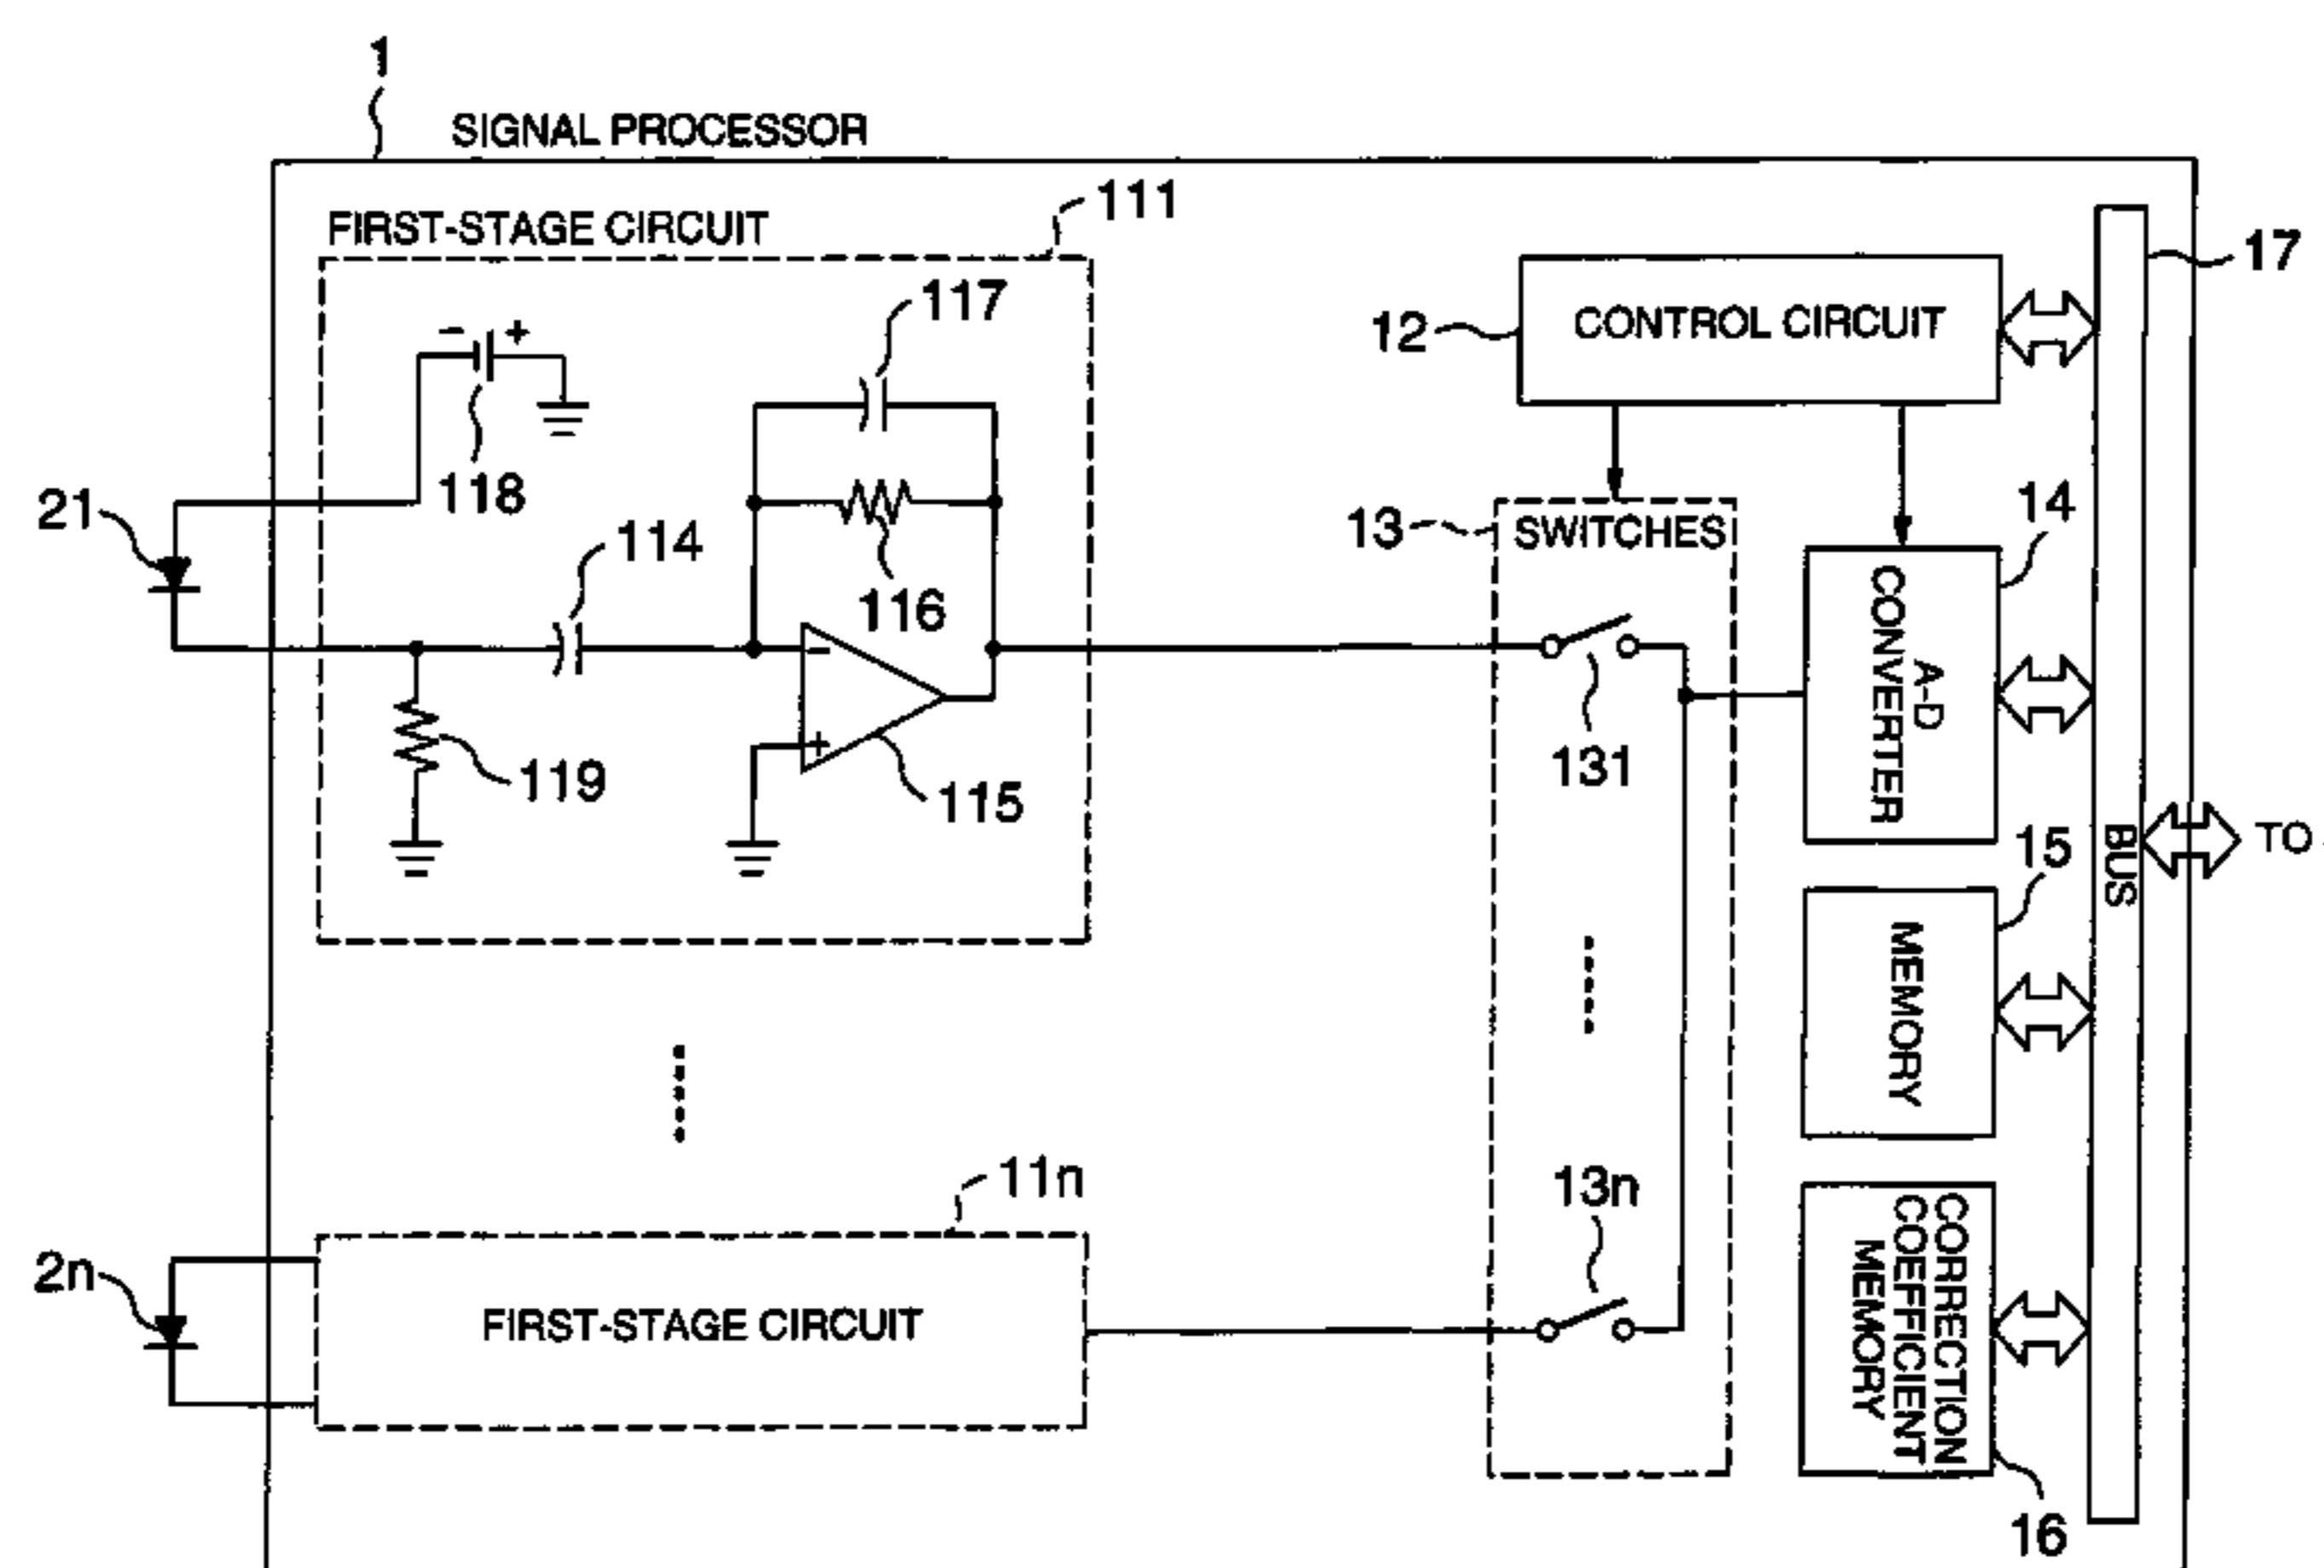 1
SIGNAL PROCESSOR
111
FIRST-STAGE CIRCUIT
17
117
- +
12
CONTROL CIRCUIT
118
21
114
13
SWITCHES
14
116
-
A-D
CONVERTER
131
+
119
115
BUS
TO
15
MEMORY
11n
13n
2n
FIRST-STAGE CIRCUIT
CORRECTION
COEFFICIENT
MEMORY
16